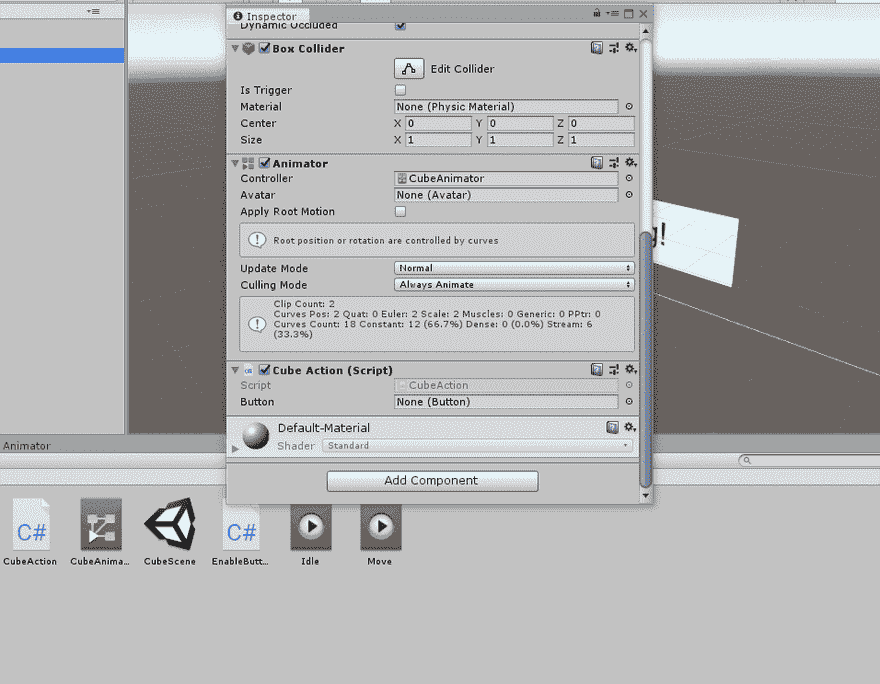 Inspector
Dynamic Occluded
Box Collider
Edit Collider
Is Trigger
Material None (Physic Material)
Center X 0 Y 0 Z 0
Size X 1 Y 1 Z 1
Animator
Controller CubeAnimator
Avatar None (Avatar)
Apply Root Motion
Root position or rotation are controlled by curves
Update Mode Normal
Culling Mode Always Animate
Clip Count: 2
Curves Pos: 2 Quat: 0 Euler: 2 Scale: 2 Muscles: 0 Generic: 0 PPtr: 0
Curves Count: 18 Constant: 12 (66.7%) Dense: 0 (0.0%) Stream: 6
(33.3%)
Cube Action (Script)
Script CubeAction
Button None (Button)
Default-Material
Shader Standard
Add Component
g!
Animator
C# C#
CubeAction CubeAnima... CubeScene EnableButt... Idle Move